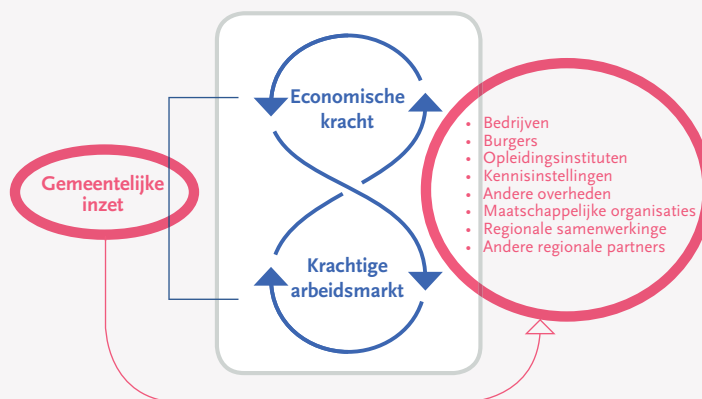 Economische
kracht
Gemeentelijke
inzet
Krachtige
arbeidsmarkt
• Bedrijven
• Burgers
• Opleidingsinstituten
• Kennisinstellingen
• Andere overheden
• Maatschappelijke organisaties
• Regionale samenwerkinge
• Andere regionale partners